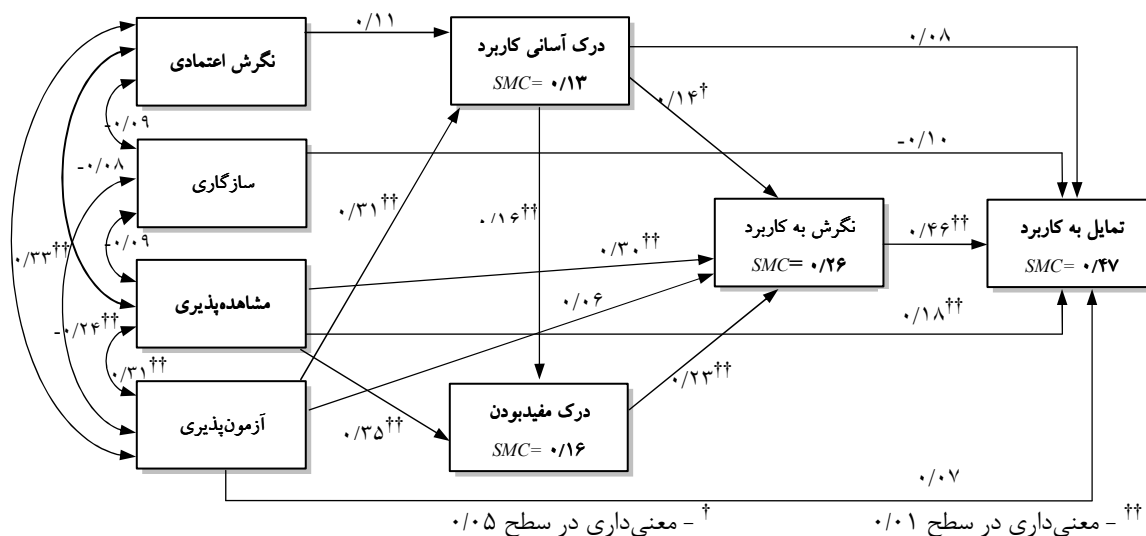 ۰/۱۱
نگرش اعتمادی
درک آسانی کاربرد
SMC= ۰/۱۳
۰/۰۸
۰/۱۴†
-۰/۰۹
سازگاری
-۰/۱۰
-۰/۰۸
۰/۳۱††
۰/۱۶††
نگرش به کاربرد
SMC= ۰/۲۶
۰/۴۶††
تمایل به کاربرد
SMC= ۰/۴۷
۰/۳۳††
-۰/۰۹
۰/۳۰††
مشاهده‌پذیری
۰/۰۶
۰/۱۸††
-۰/۲۴††
۰/۳۱††
۰/۲۳††
آزمون‌پذیری
۰/۳۵††
درک مفیدبودن
SMC= ۰/۱۶
۰/۰۷
†† - معنی‌داری در سطح ۰/۰۱
† - معنی‌داری در سطح ۰/۰۵